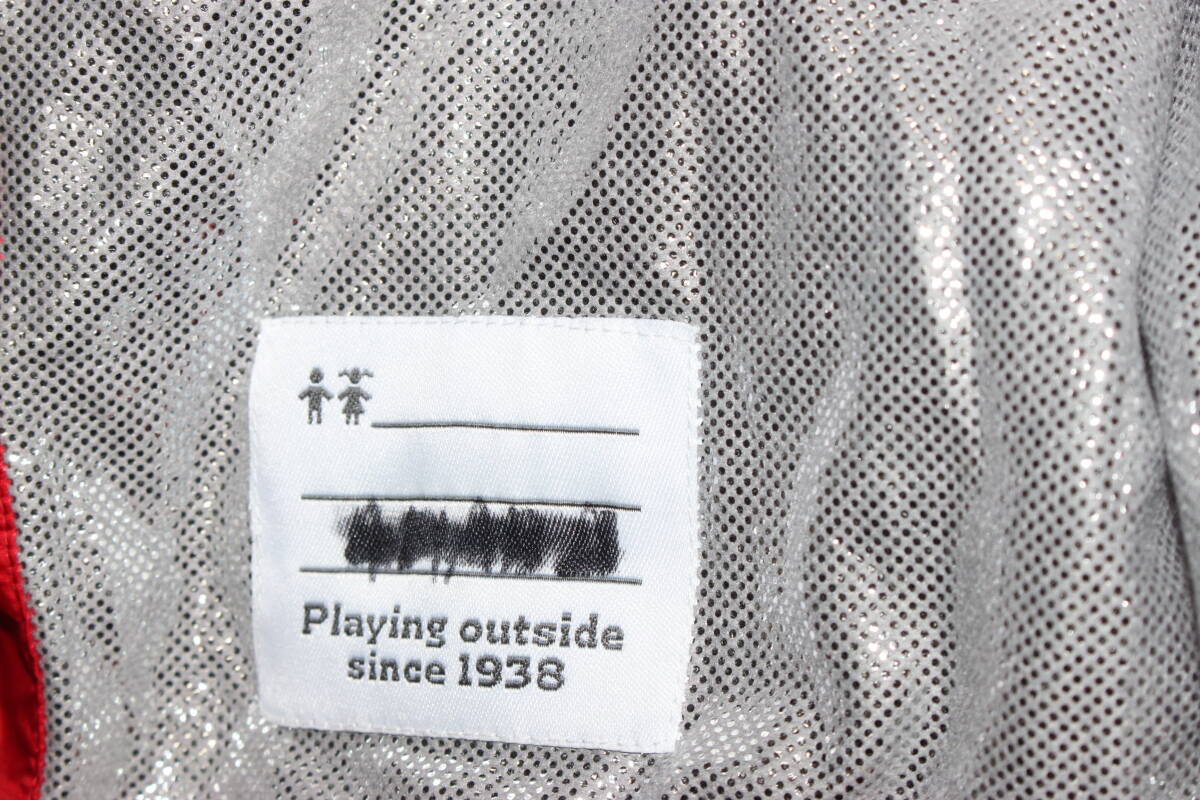 Playing outside
since 1938